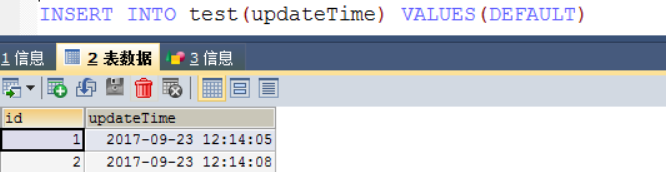 INSERT INTO test(updateTime) VALUES(DEFAULT)
1 信息 2 表数据 3 信息
id updateTime
1 2017-09-23 12:14:05
2 2017-09-23 12:14:08